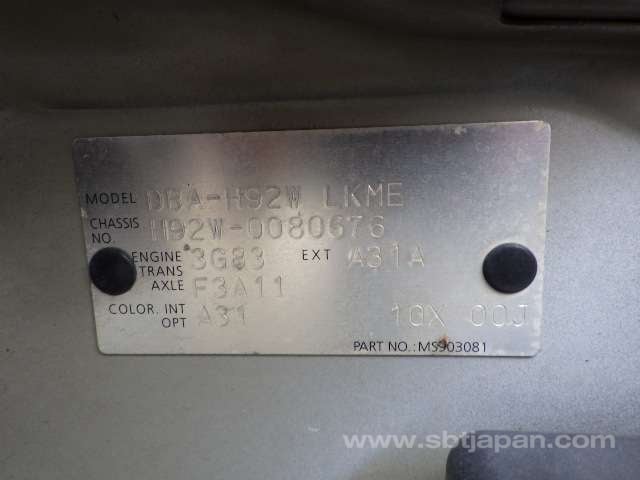 MODEL DBA-H92W LKME
CHASSIS NO. H92W-0080676
ENGINE 3G83 EXT A31A
TRANS AXLE F3A11
COLOR. INT OPT A31 10X 00J
PART NO.: MS903081
www.sbtjapan.com